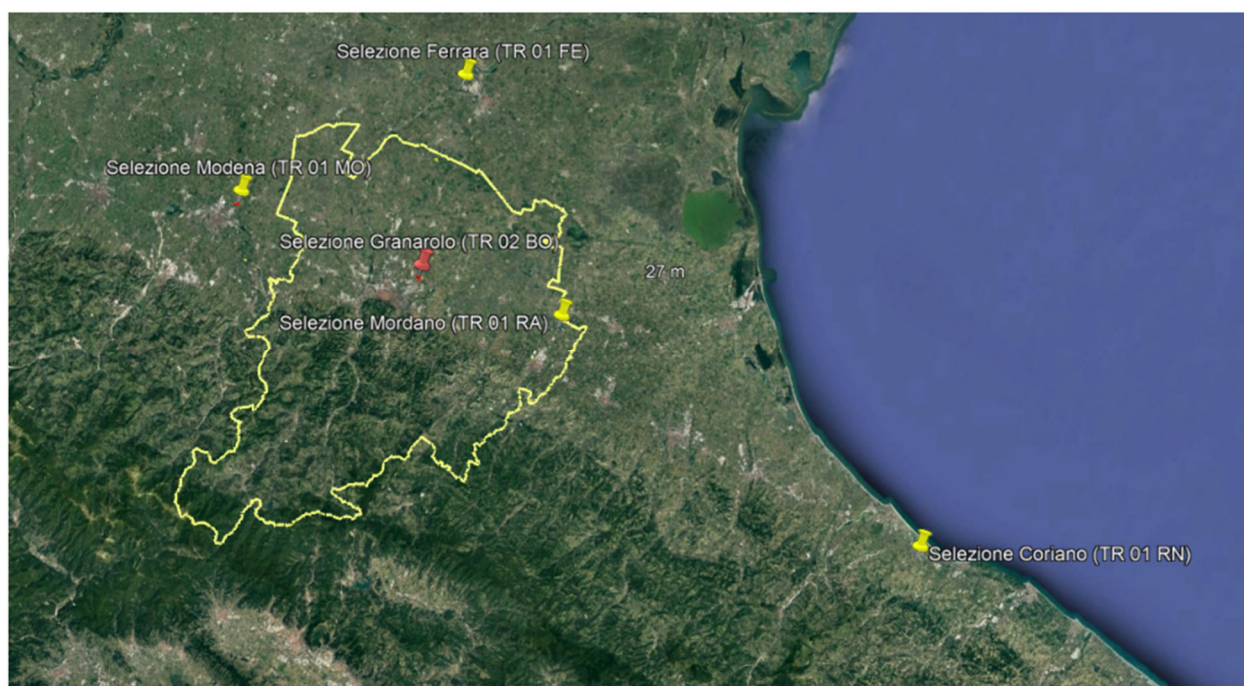 Selezione Ferrara (TR 01 FE)
Selezione Modena (TR 01 MO)
Selezione Granarolo (TR 02 BO)
27 m
Selezione Mordano (TR 01 RA)
Selezione Coriano (TR 01 RN)